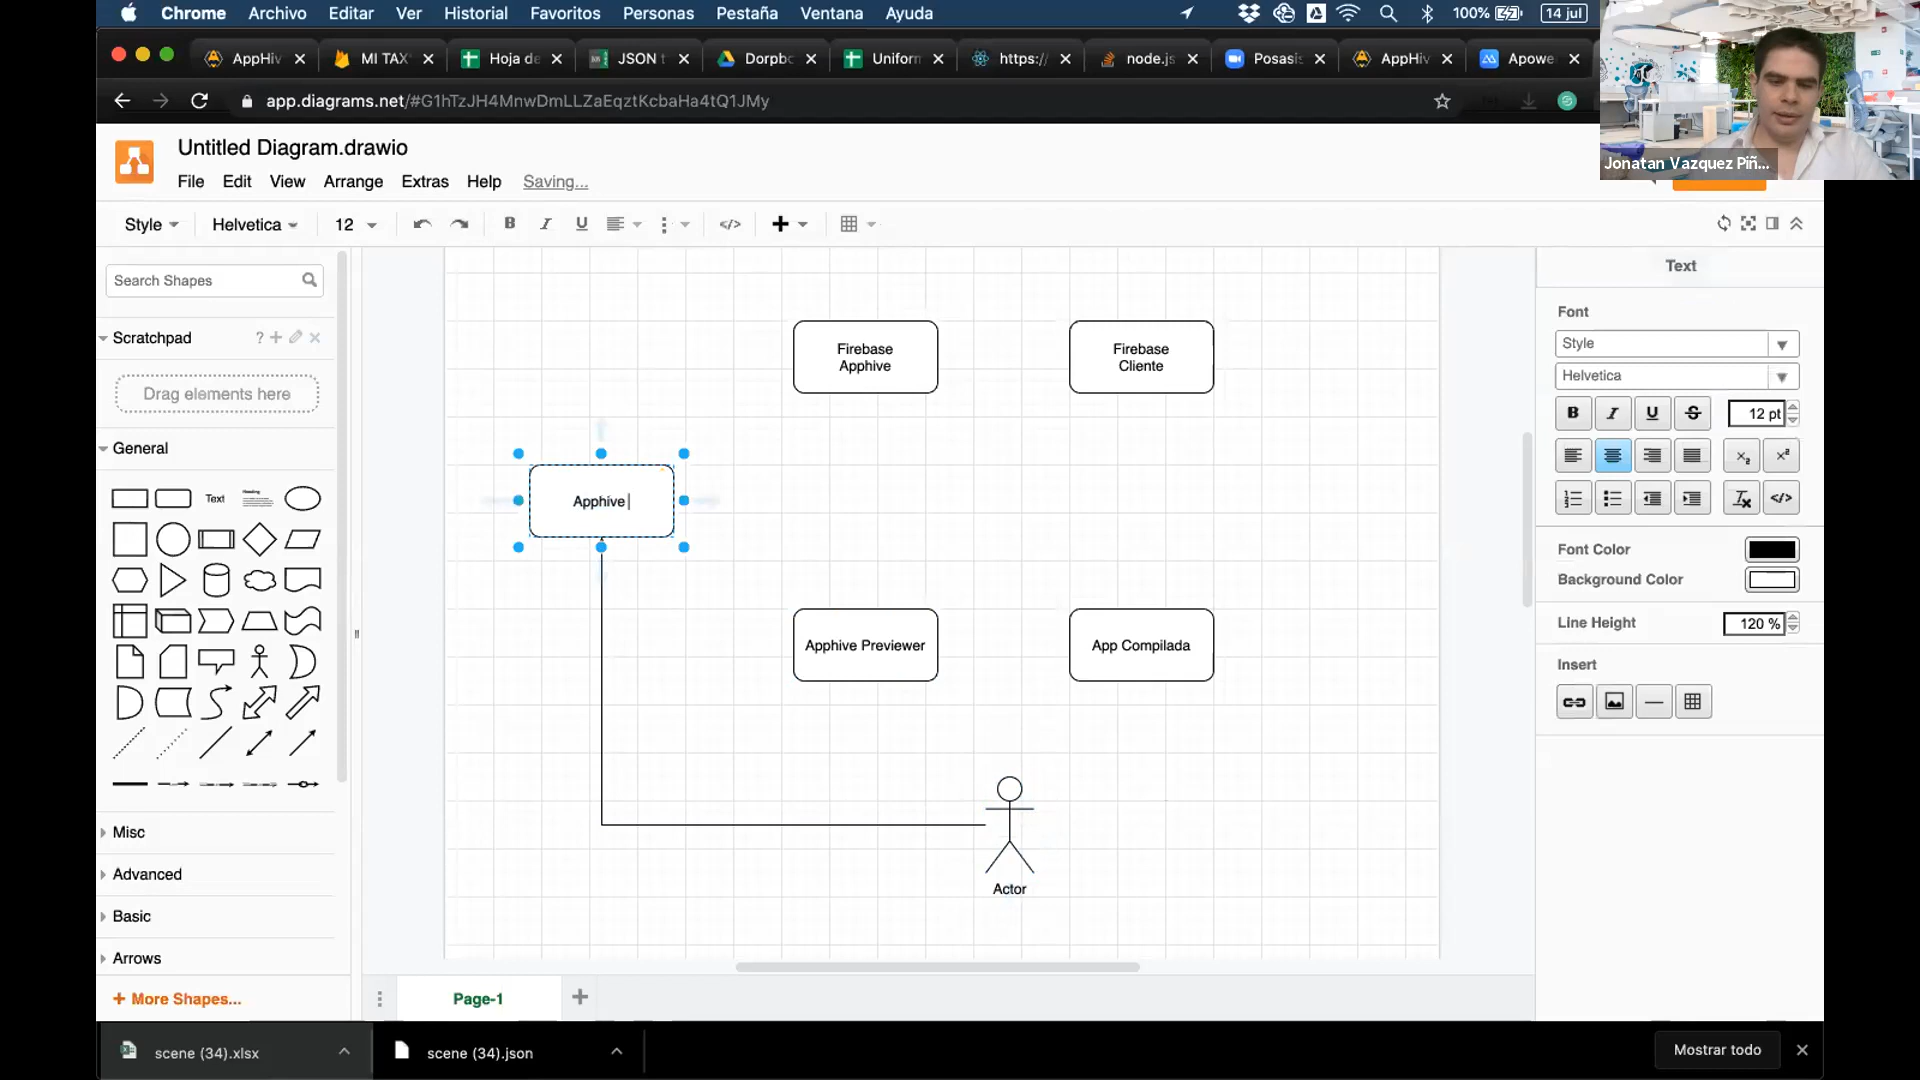 Chrome Archivo Editar Ver Historial Favoritos Personas Pestaña Ventana Ayuda 100% 14 jul
AppHiv MI TAX Hoja de JSON t Dorpbc Uniforn https:// node.js Posasis AppHiv Apowe
app.diagrams.net/#G1hTzJH4MnwDmLLZaEqztKcbaHa4tQ1JMy
Jonatan Vazquez Piñ...
Untitled Diagram.drawio
File Edit View Arrange Extras Help Saving...
Style Helvetica 12 B I U </>
Search Shapes
Scratchpad ?
Drag elements here
General
Text
Heading
Misc
Advanced
Basic
Arrows
+ More Shapes...
Firebase
Apphive
Firebase
Cliente
Apphive
Apphive Previewer
App Compilada
Actor
Text
Font
Style
Helvetica
B I U S 12 pt
Font Color
Background Color
Line Height 120 %
Insert
Page-1
scene (34).xlsx scene (34).json Mostrar todo